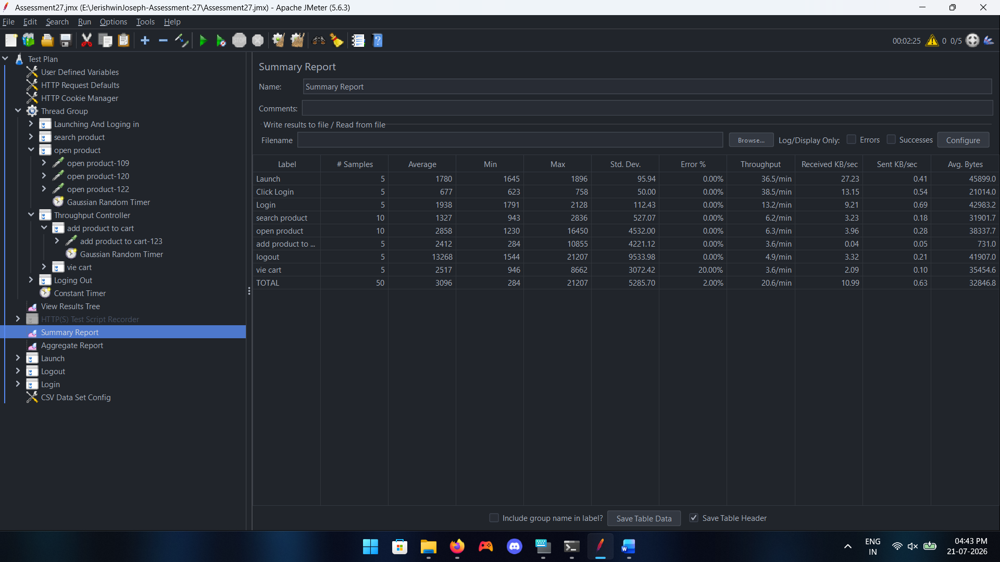 Assessment27.jmx (E:\JerishwinJoseph-Assessment-27\Assessment27.jmx) - Apache JMeter (5.6.3)
File Edit Search Run Options Tools Help
00:02:25 0 0/5
Test Plan
User Defined Variables
HTTP Request Defaults
HTTP Cookie Manager
Thread Group
Launching And Loging in
search product
open product
open product-109
open product-120
open product-122
Gaussian Random Timer
Throughput Controller
add product to cart
add product to cart-123
Gaussian Random Timer
vie cart
Loging Out
Constant Timer
View Results Tree
HTTP(S) Test Script Recorder
Summary Report
Aggregate Report
Launch
Logout
Login
CSV Data Set Config
Summary Report
Name: Summary Report
Comments:
Write results to file / Read from file
Filename Browse... Log/Display Only: Errors Successes Configure
Label # Samples Average Min Max Std. Dev. Error % Throughput Received KB/sec Sent KB/sec Avg. Bytes
Launch 5 1780 1645 1896 95.94 0.00% 36.5/min 27.23 0.41 45899.0
Click Login 5 677 623 758 50.00 0.00% 38.5/min 13.15 0.54 21014.0
Login 5 1938 1791 2128 112.43 0.00% 13.2/min 9.21 0.69 42983.2
search product 10 1327 943 2836 527.07 0.00% 6.2/min 3.23 0.18 31901.7
open product 10 2858 1230 16450 4532.00 0.00% 6.3/min 3.96 0.28 38337.7
add product to ... 5 2412 284 10855 4221.12 0.00% 3.6/min 0.04 0.05 731.0
logout 5 13268 1544 21207 9533.98 0.00% 4.9/min 3.32 0.21 41907.0
vie cart 5 2517 946 8662 3072.42 20.00% 3.6/min 2.09 0.10 35454.6
TOTAL 50 3096 284 21207 5285.70 2.00% 20.6/min 10.99 0.63 32846.8
Include group name in label? Save Table Data Save Table Header
ENG
IN
04:43 PM
21-07-2026